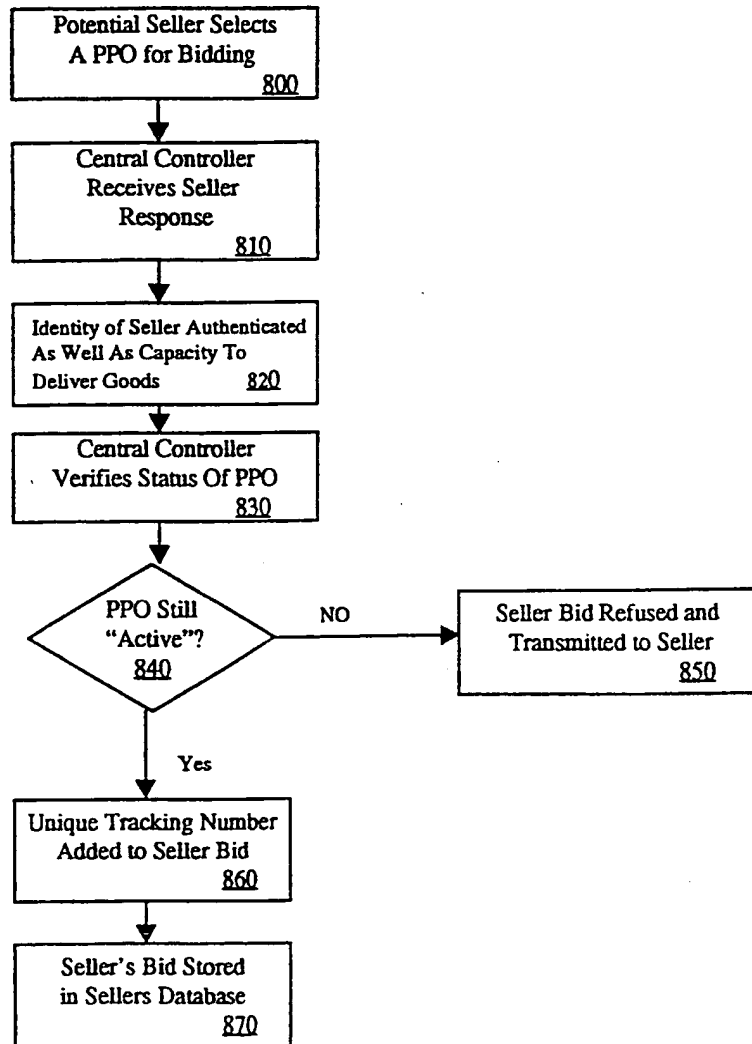 Potential Seller Selects
A PPO for Bidding
800
Central Controller
Receives Seller
Response
810
Identity of Seller Authenticated
As Well As Capacity To
Deliver Goods 820
Central Controller
Verifies Status Of PPO
830
PPO Still
“Active”?
840
NO
Seller Bid Refused and
Transmitted to Seller
850
Yes
Unique Tracking Number
Added to Seller Bid
860
Seller's Bid Stored
in Sellers Database
870